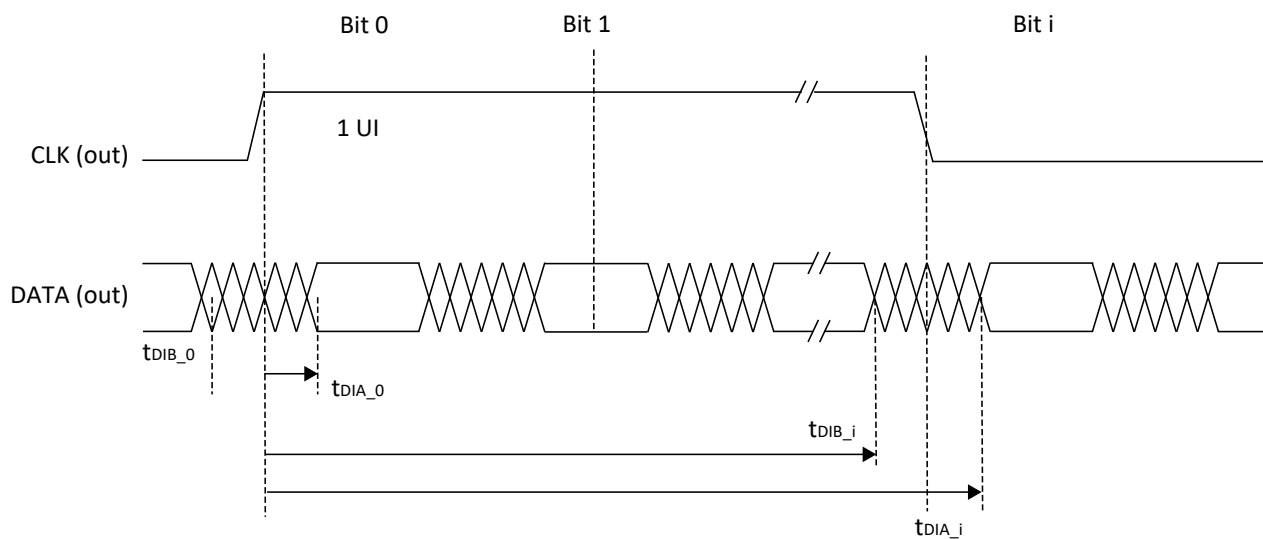 Bit 0 Bit 1 Bit i
1 UI
CLK (out)
DATA (out)
tDIB_0
tDIA_0
tDIB_i
tDIA_i